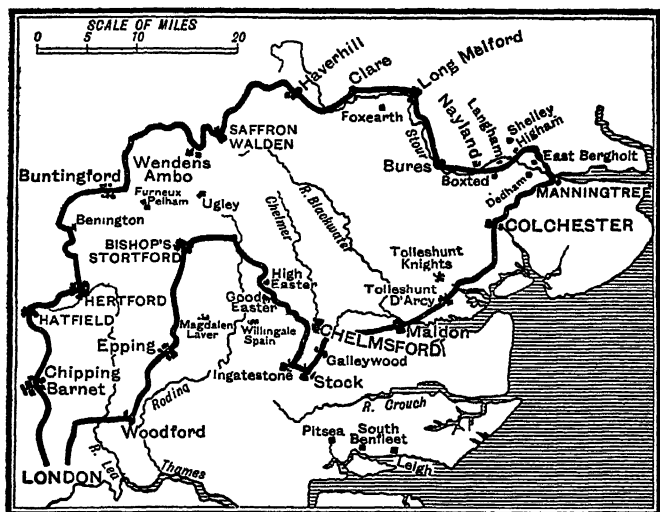 SCALE OF MILES
0 5 10 20
Haverhill
Clare
Long Melford
Foxearth
Stour
Nayland
Langham
Shelley
Higham
SAFFRON
WALDEN
Wendens
Ambo
Bures
Boxted
East Bergholt
Dedham
MANNINGTREE
Buntingford
Furneux
Pelham
Ugley
Benington
Chelmer
R. Blackwater
COLCHESTER
BISHOP'S
STORTFORD
Tolleshunt
Knights
High
Easter
Tolleshunt
D'Arcy
HERTFORD
Good
Easter
HATFIELD
Magdalen
Laver
Willingale
Spain
CHELMSFORD
Maldon
Epping
Galleywood
Chipping
Barnet
Ingatestone
Stock
Roding
R. Crouch
Woodford
Pitsea
South
Benfleet
Leigh
LONDON
R. Lea
Thames